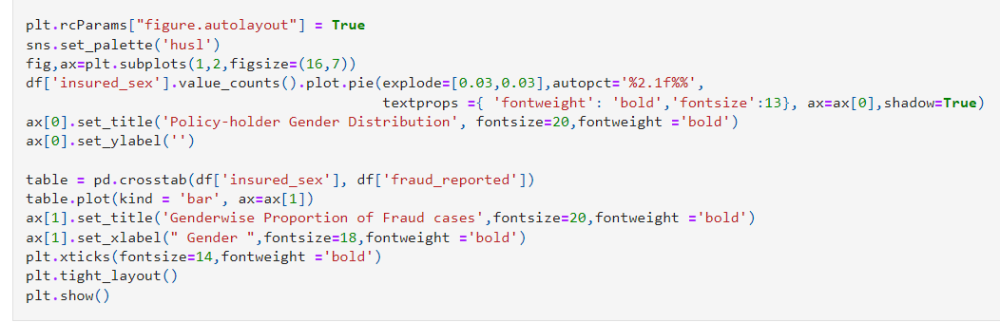 plt.rcParams["figure.autolayout"] = True
sns.set_palette('husl')
fig,ax=plt.subplots(1,2,figsize=(16,7))
df['insured_sex'].value_counts().plot.pie(explode=[0.03,0.03],autopct='%2.1f%%',
                                          textprops ={ 'fontweight': 'bold','fontsize':13}, ax=ax[0],shadow=True)
ax[0].set_title('Policy-holder Gender Distribution', fontsize=20,fontweight ='bold')
ax[0].set_ylabel('')

table = pd.crosstab(df['insured_sex'], df['fraud_reported'])
table.plot(kind = 'bar', ax=ax[1])
ax[1].set_title('Genderwise Proportion of Fraud cases',fontsize=20,fontweight ='bold')
ax[1].set_xlabel(" Gender ",fontsize=18,fontweight ='bold')
plt.xticks(fontsize=14,fontweight ='bold')
plt.tight_layout()
plt.show()